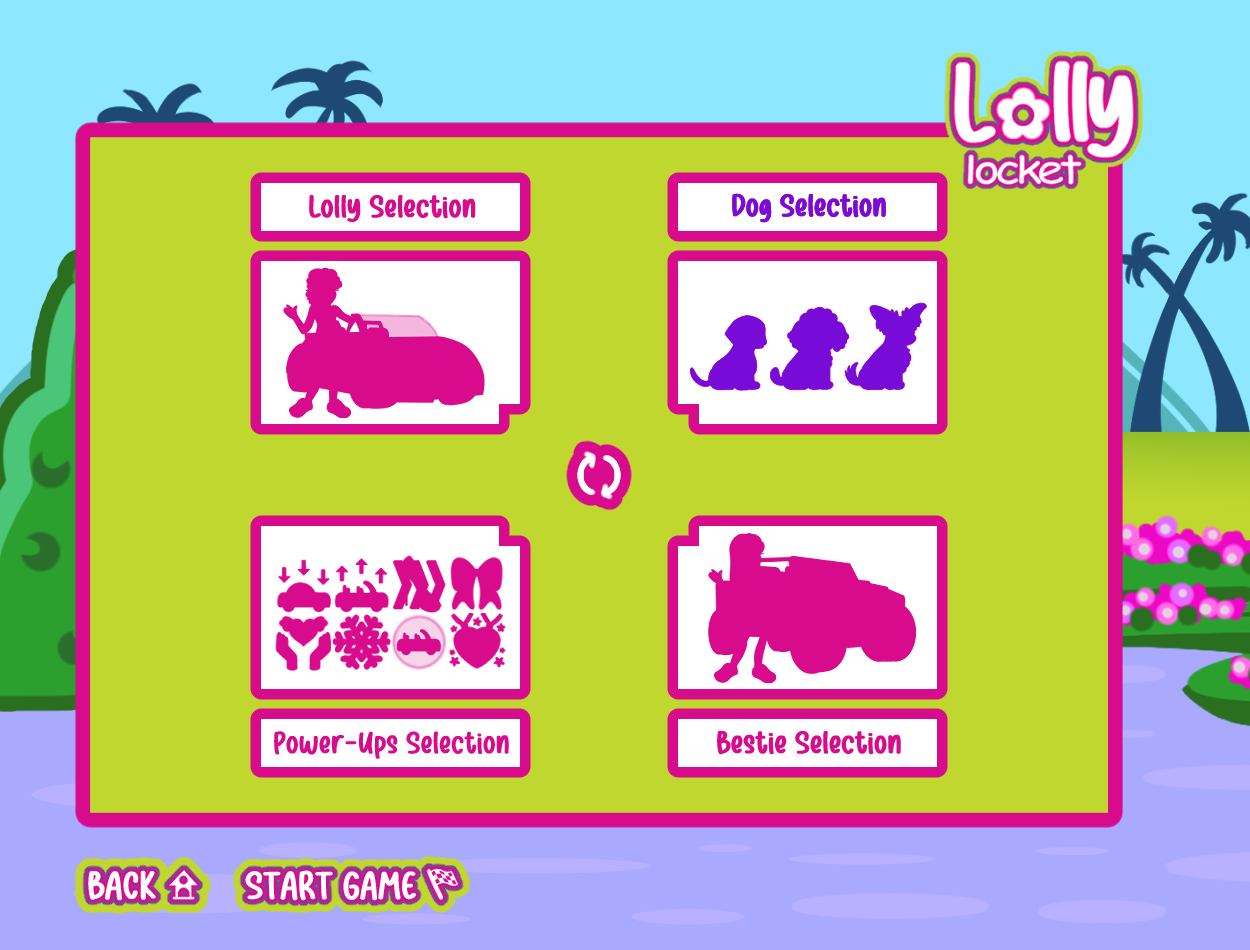 Lolly
locket
Lolly Selection
Dog Selection
Power-Ups Selection
Bestie Selection
BACK
START GAME